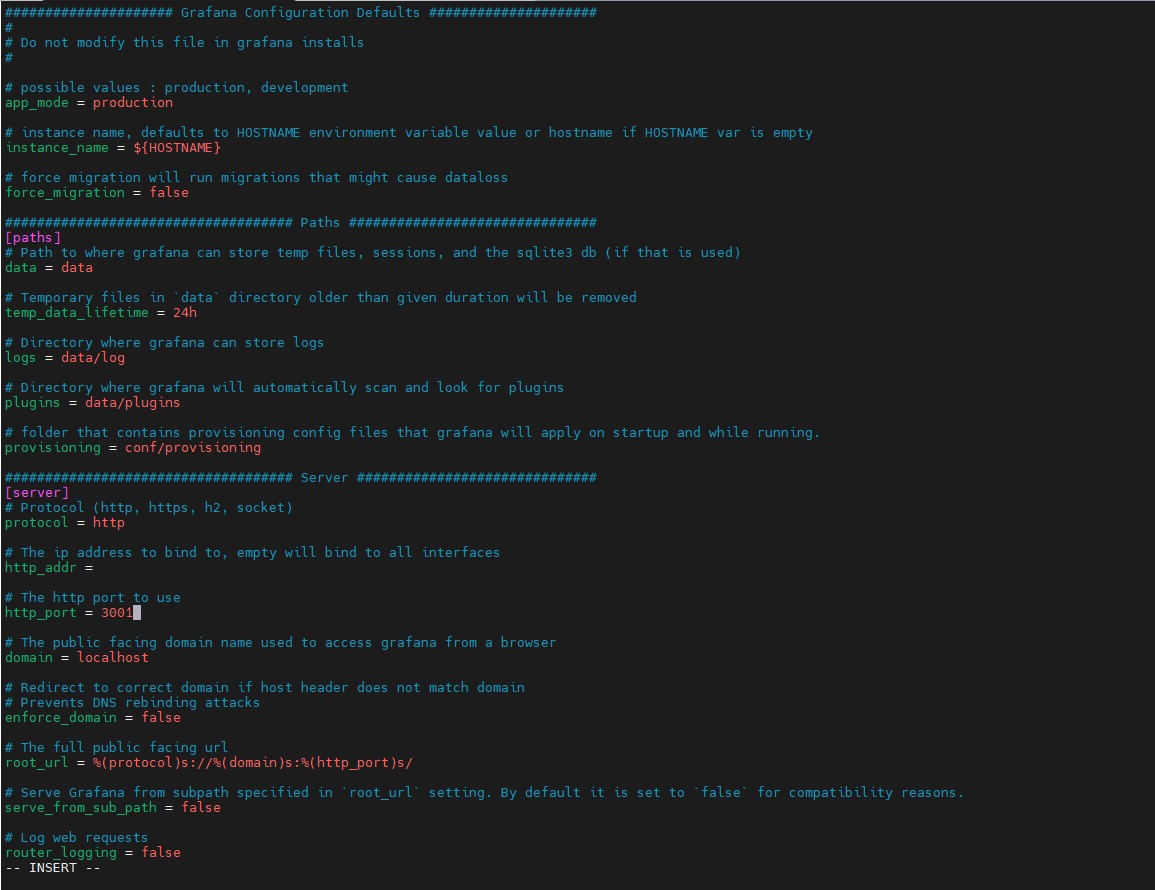 ##################### Grafana Configuration Defaults #####################
#
# Do not modify this file in grafana installs
#
# possible values : production, development
app_mode = production
# instance name, defaults to HOSTNAME environment variable value or hostname if HOSTNAME var is empty
instance_name = ${HOSTNAME}
# force migration will run migrations that might cause dataloss
force_migration = false
#################################### Paths ###############################
[paths]
# Path to where grafana can store temp files, sessions, and the sqlite3 db (if that is used)
data = data
# Temporary files in `data` directory older than given duration will be removed
temp_data_lifetime = 24h
# Directory where grafana can store logs
logs = data/log
# Directory where grafana will automatically scan and look for plugins
plugins = data/plugins
# folder that contains provisioning config files that grafana will apply on startup and while running.
provisioning = conf/provisioning
#################################### Server ##############################
[server]
# Protocol (http, https, h2, socket)
protocol = http
# The ip address to bind to, empty will bind to all interfaces
http_addr =
# The http port to use
http_port = 3001
# The public facing domain name used to access grafana from a browser
domain = localhost
# Redirect to correct domain if host header does not match domain
# Prevents DNS rebinding attacks
enforce_domain = false
# The full public facing url
root_url = %(protocol)s://%(domain)s:%(http_port)s/
# Serve Grafana from subpath specified in `root_url` setting. By default it is set to `false` for compatibility reasons.
serve_from_sub_path = false
# Log web requests
router_logging = false
-- INSERT --